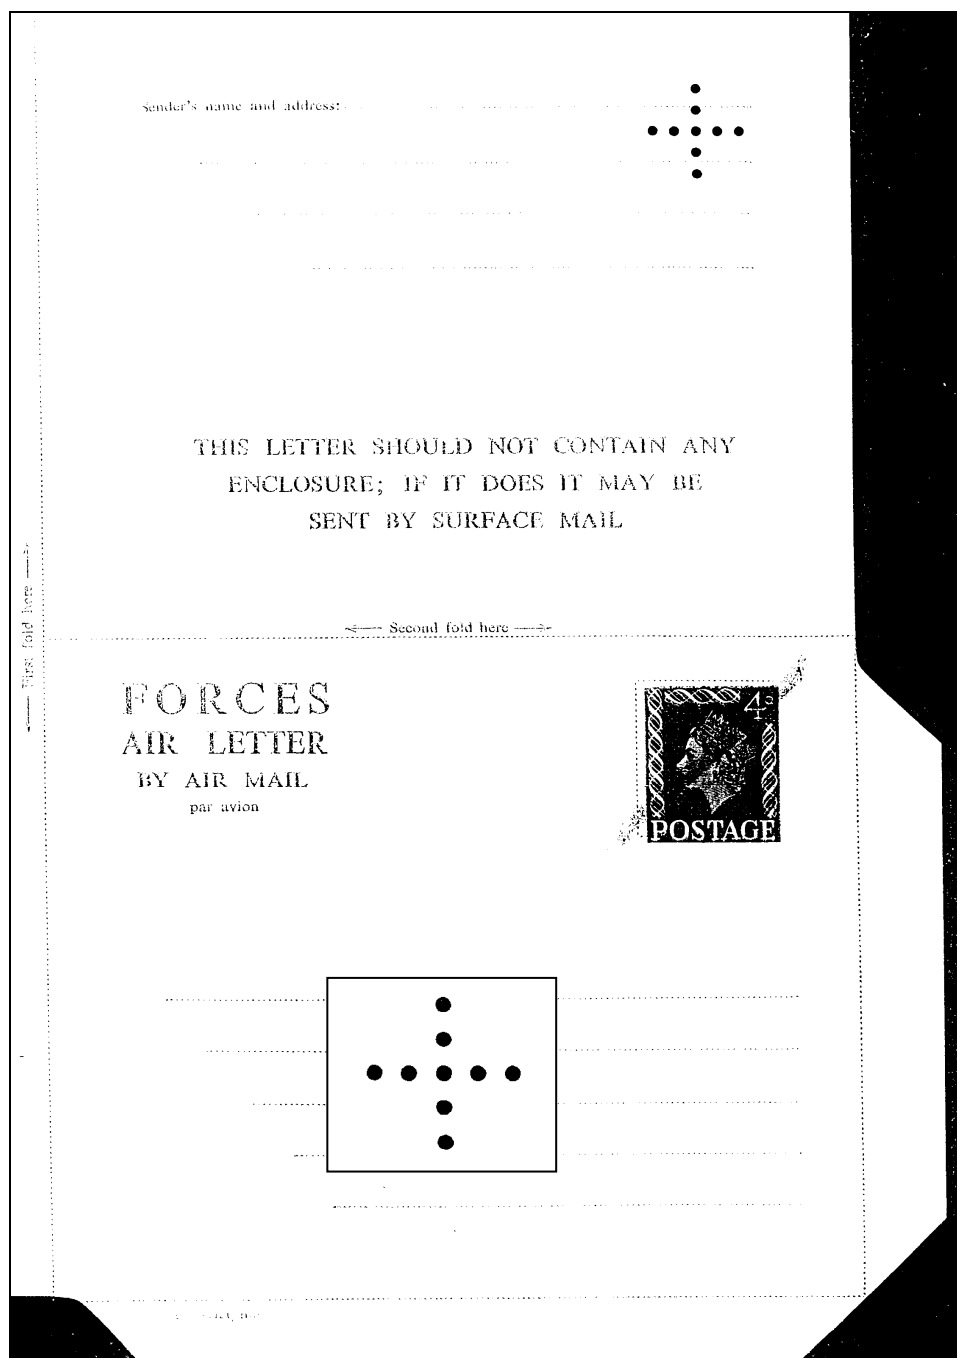 Sender's name and address:
THIS LETTER SHOULD NOT CONTAIN ANY
ENCLOSURE; IF IT DOES IT MAY BE
SENT BY SURFACE MAIL
← First fold here →
← Second fold here →
FORCES
AIR LETTER
BY AIR MAIL
par avion
4D
POSTAGE